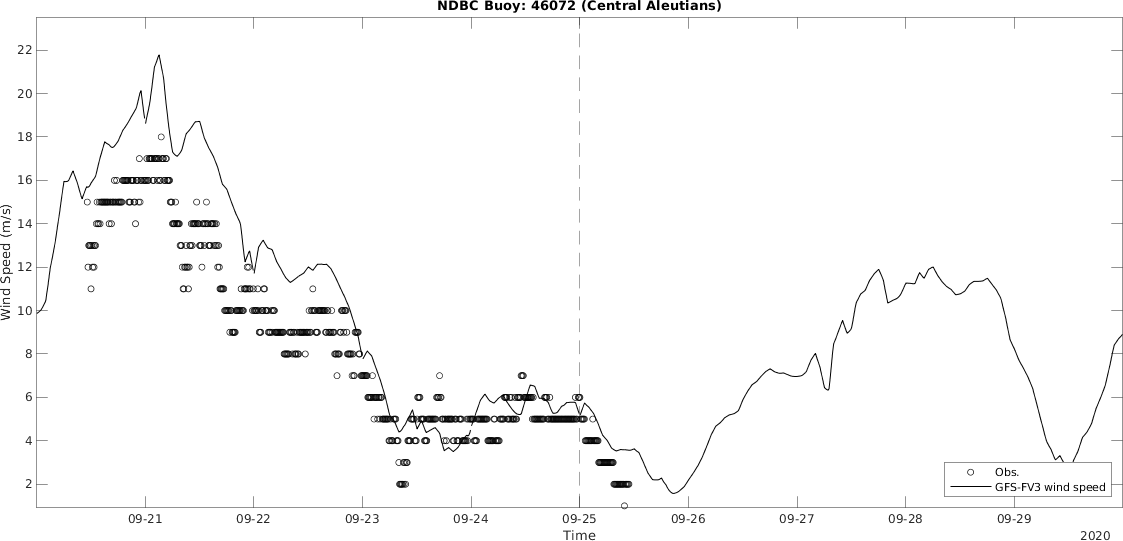 NDBC Buoy: 46072 (Central Aleutians)
22
20
18
16
14
12
10
8
6
4
2
Wind Speed (m/s)
Obs.
GFS-FV3 wind speed
09-21 09-22 09-23 09-24 09-25 09-26 09-27 09-28 09-29
Time
2020